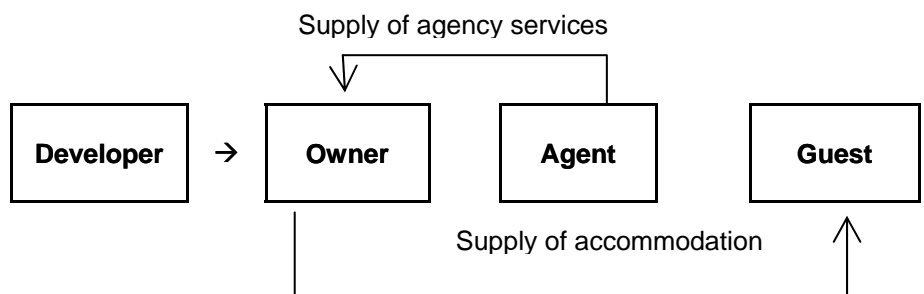 Supply of agency services
Developer → Owner Agent Guest
Supply of accommodation